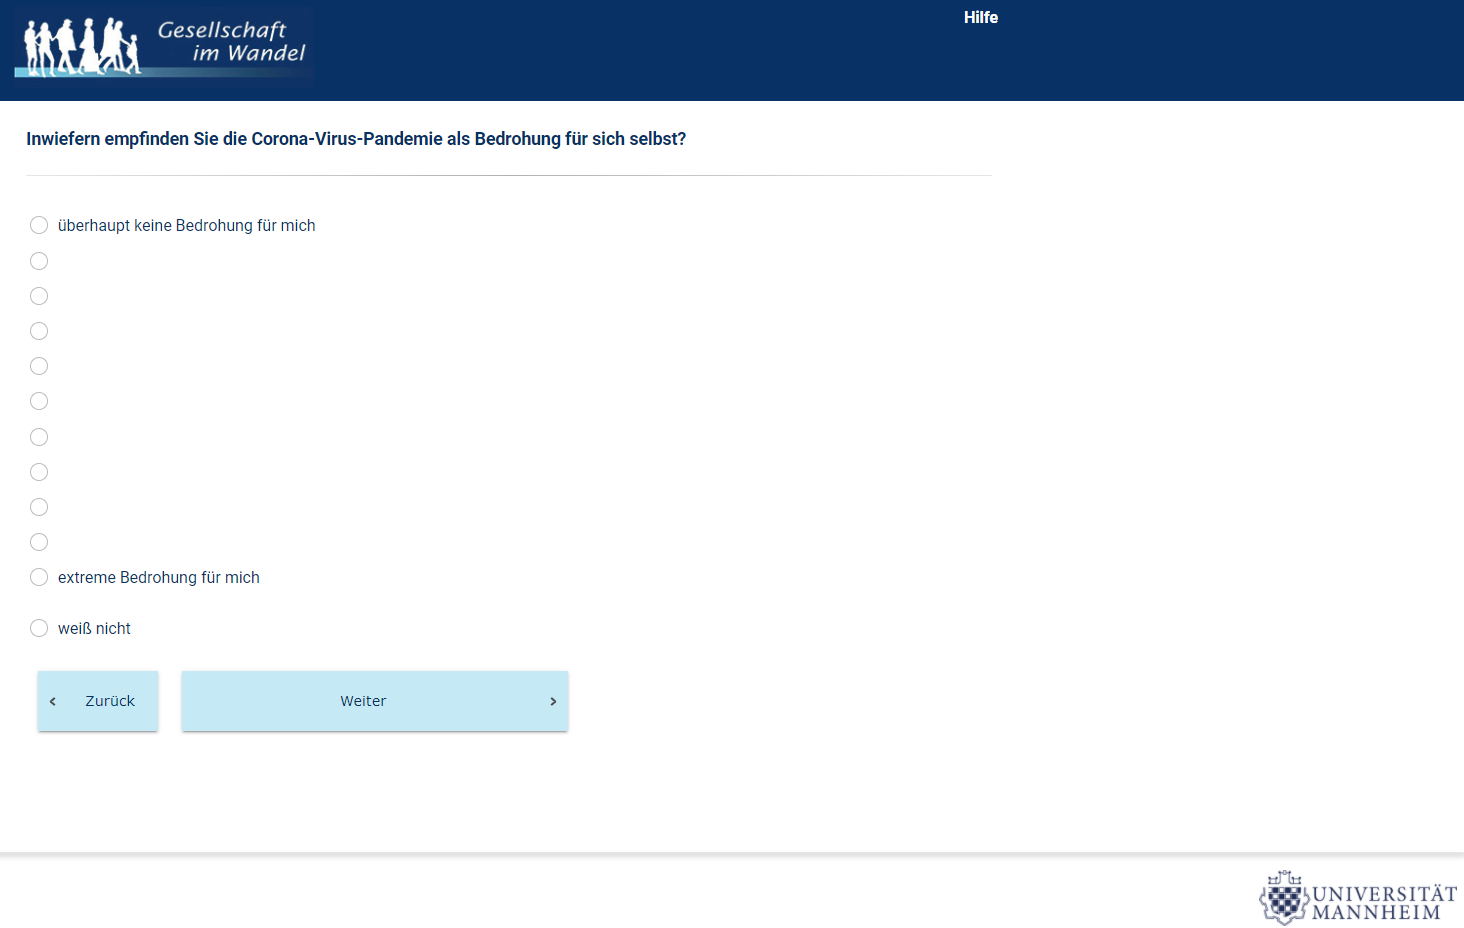 Gesellschaft
im Wandel
Hilfe
Inwiefern empfinden Sie die Corona-Virus-Pandemie als Bedrohung für sich selbst?
überhaupt keine Bedrohung für mich
extreme Bedrohung für mich
weiß nicht
Zurück
Weiter
UNIVERSITÄT
MANNHEIM